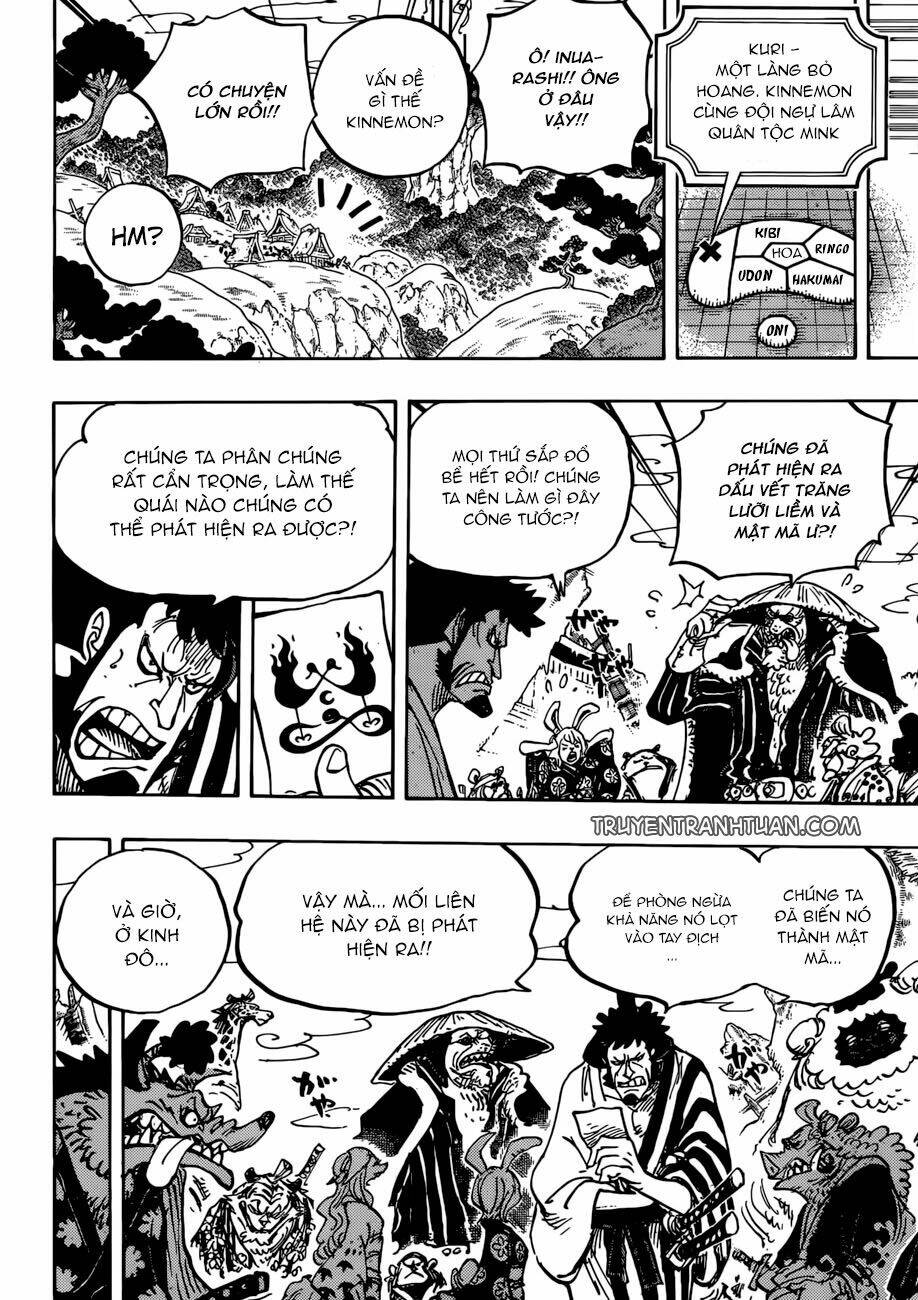 KURI –
MỘT LÀNG BỎ
HOANG. KINNEMON
CÙNG ĐỘI NGỰ LÂM
QUÂN TỘC MINK
KIBI
HOA
RINGO
UDON
HAKUMAI
ONI
Ô! INUA-
RASHI!! ÔNG
Ở ĐÂU
VẬY!!
VẤN ĐỀ
GÌ THẾ
KINNEMON?
CÓ CHUYỆN
LỚN RỒI!!
HM?
CHÚNG ĐÃ
PHÁT HIỆN RA
DẤU VẾT TRĂNG
LƯỠI LIỀM VÀ
MẬT MÃ Ư?!
MỌI THỨ SẮP ĐỔ
BỂ HẾT RỒI! CHÚNG
TA NÊN LÀM GÌ ĐÂY
CÔNG TƯỚC?!
CHÚNG TA PHÂN CHÚNG
RẤT CẨN TRỌNG, LÀM THẾ
QUÁI NÀO CHÚNG CÓ
THỂ PHÁT HIỆN RA ĐƯỢC?!
TRUYENTRANHTUAN.COM
CHÚNG TA
ĐÃ BIẾN NÓ
THÀNH MẬT
MÃ...
ĐỀ PHÒNG NGỪA
KHẢ NĂNG NÓ LỌT
VÀO TAY ĐỊCH
...
VẬY MÀ... MỐI LIÊN
HỆ NÀY ĐÃ BỊ PHÁT
HIỆN RA!!
VÀ GIỜ,
Ở KINH
ĐÔ...